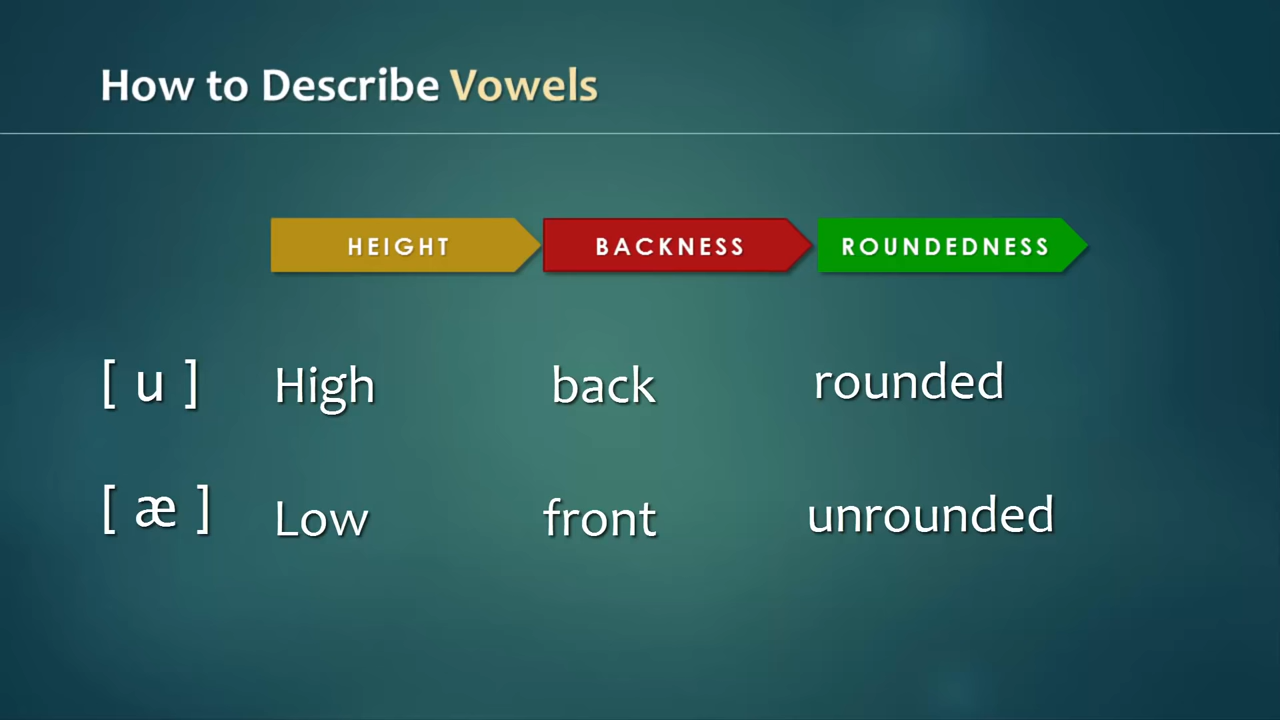 How to Describe Vowels
HEIGHT BACKNESS ROUNDEDNESS
[ u ] High back rounded
[ æ ] Low front unrounded